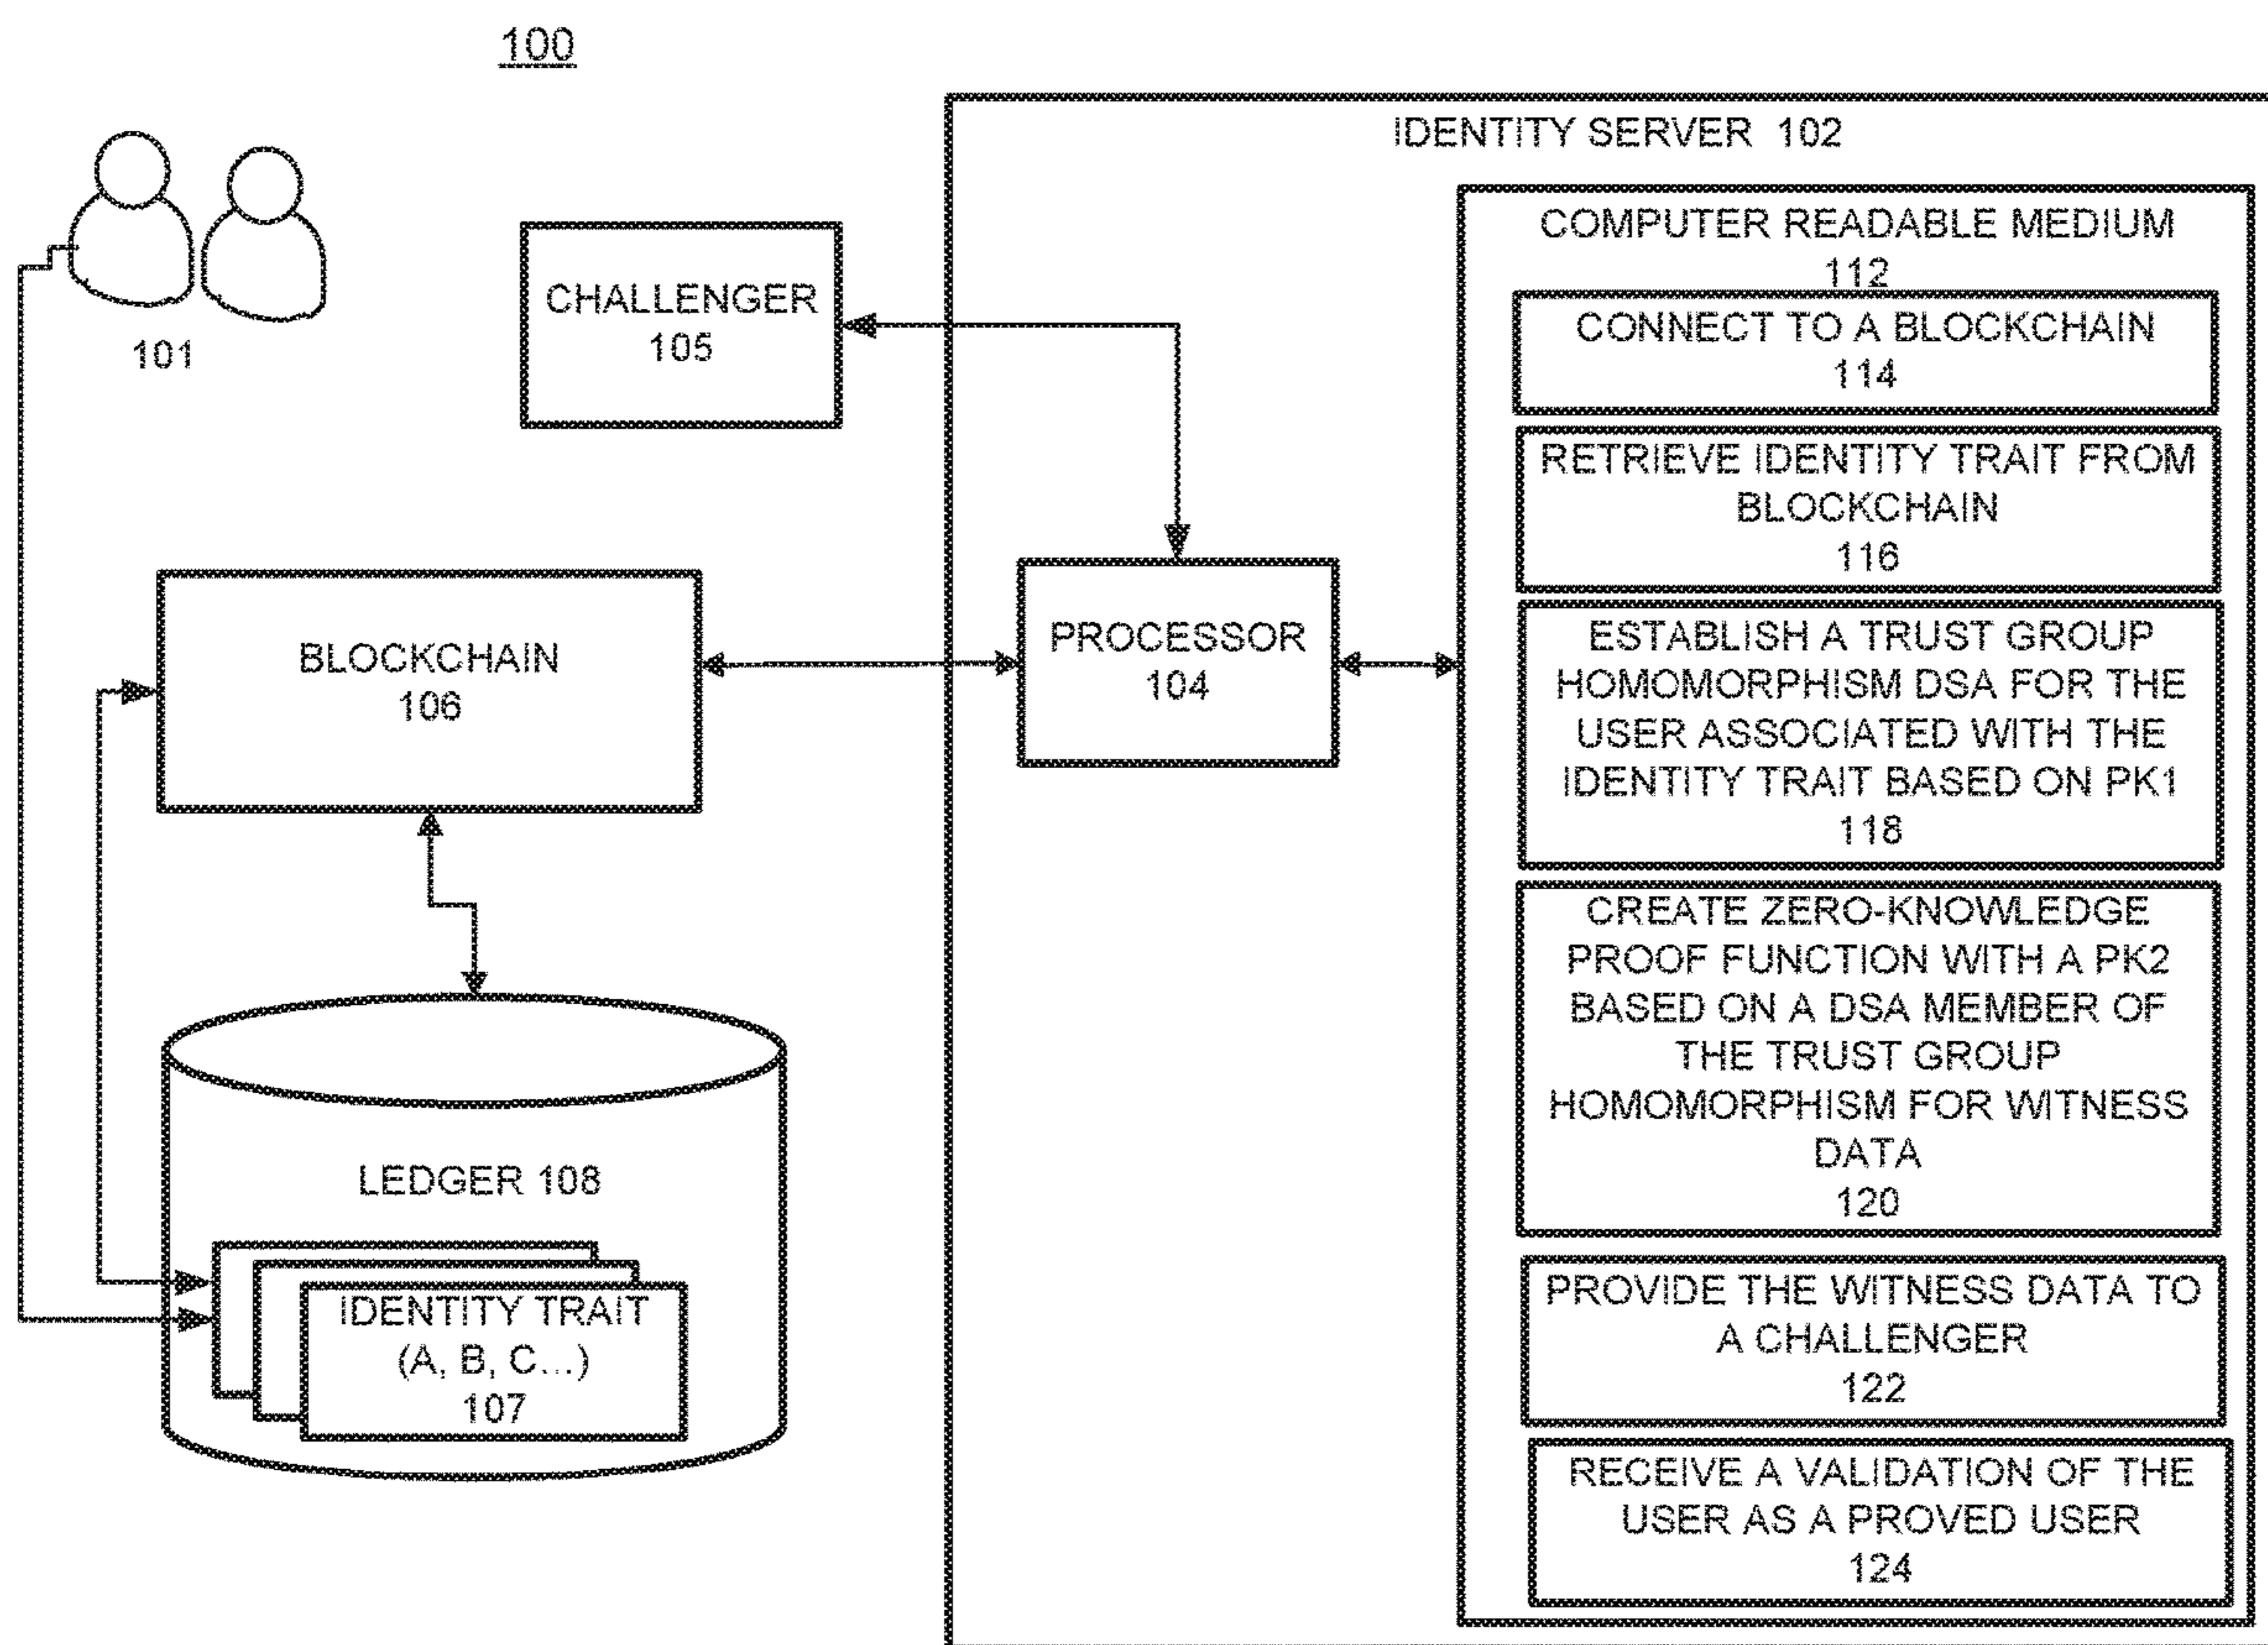 100
IDENTITY SERVER 102
101
CHALLENGER
105
COMPUTER READABLE MEDIUM
112
CONNECT TO A BLOCKCHAIN
114
RETRIEVE IDENTITY TRAIT FROM
BLOCKCHAIN
116
BLOCKCHAIN
106
PROCESSOR
104
ESTABLISH A TRUST GROUP
HOMOMORPHISM DSA FOR THE
USER ASSOCIATED WITH THE
IDENTITY TRAIT BASED ON PK1
118
CREATE ZERO-KNOWLEDGE
PROOF FUNCTION WITH A PK2
BASED ON A DSA MEMBER OF
THE TRUST GROUP
HOMOMORPHISM FOR WITNESS
DATA
120
LEDGER 108
IDENTITY TRAIT
(A, B, C...)
107
PROVIDE THE WITNESS DATA TO
A CHALLENGER
122
RECEIVE A VALIDATION OF THE
USER AS A PROVED USER
124